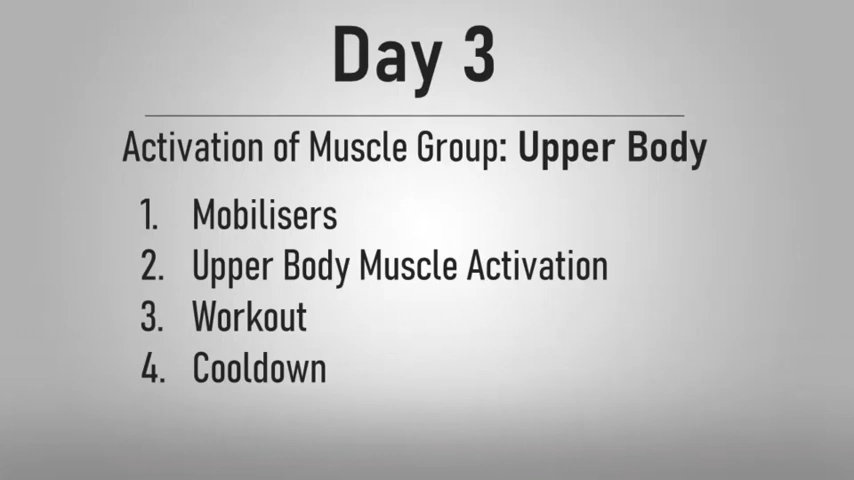 Day 3
Activation of Muscle Group: Upper Body
1. Mobilisers
2. Upper Body Muscle Activation
3. Workout
4. Cooldown